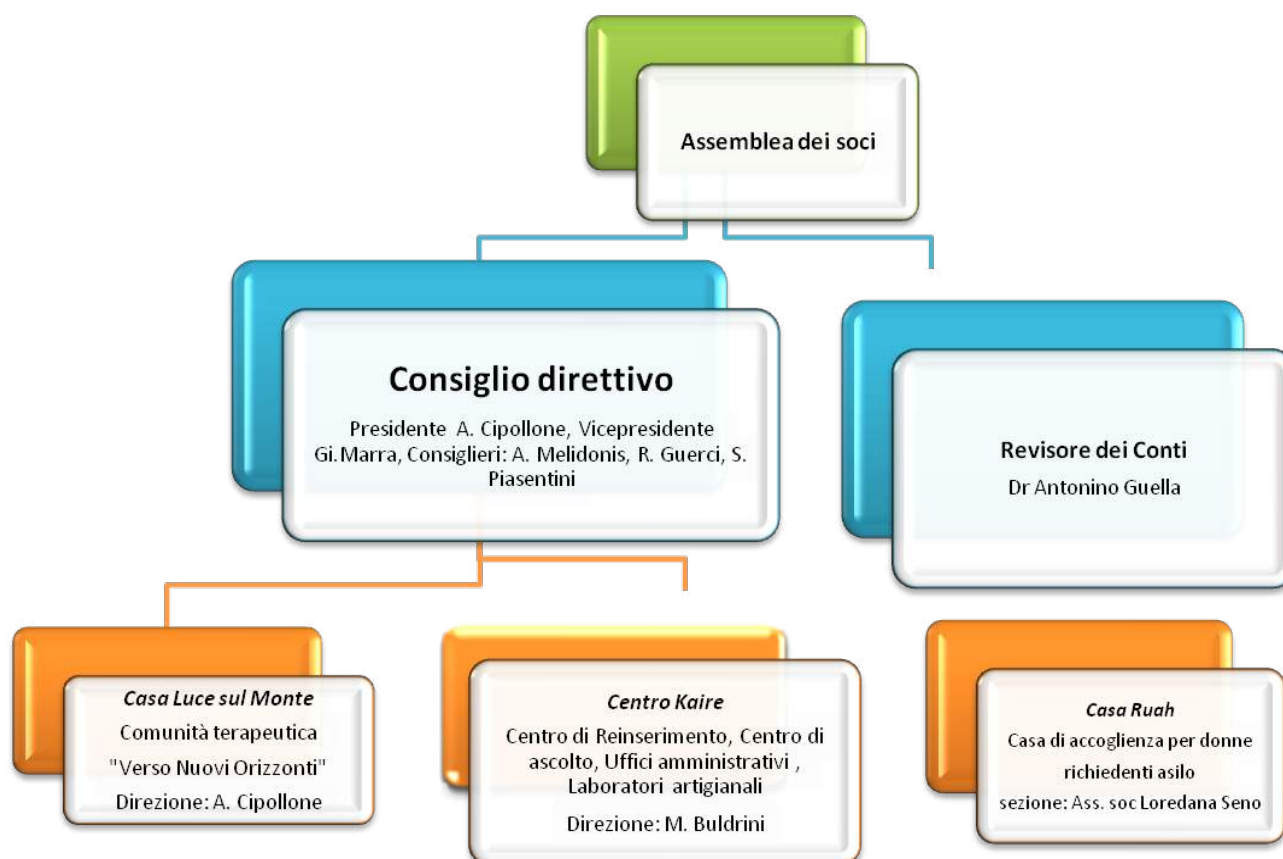 Assemblea dei soci
Consiglio direttivo
Presidente A. Cipollone, Vicepresidente
Gi.Marra, Consiglieri: A. Melidonis, R. Guerci, S.
Piasentini
Revisore dei Conti
Dr Antonino Guella
Casa Luce sul Monte
Comunità terapeutica
"Verso Nuovi Orizzonti"
Direzione: A. Cipollone
Centro Kaire
Centro di Reinserimento, Centro di
ascolto, Uffici amministrativi ,
Laboratori artigianali
Direzione: M. Buldrini
Casa Ruah
Casa di accoglienza per donne
richiedenti asilo
sezione: Ass. soc Loredana Seno